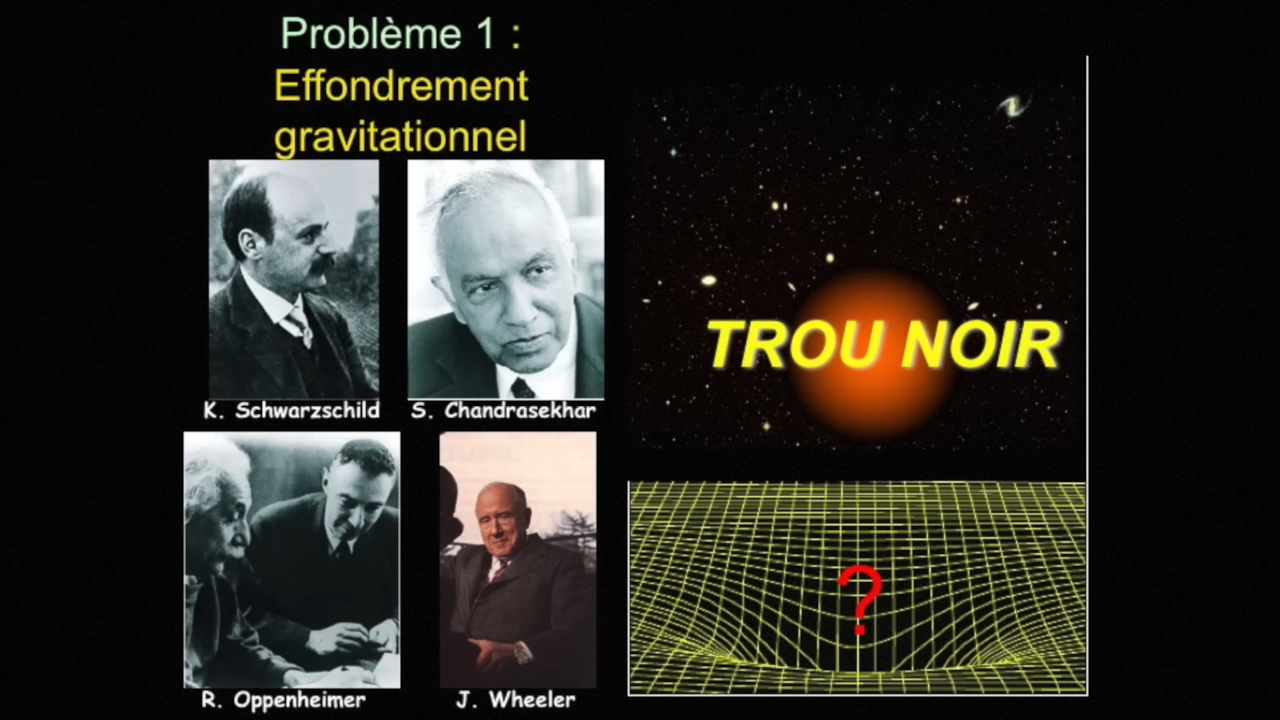 Problème 1 :
Effondrement
gravitationnel
K. Schwarzschild
S. Chandrasekhar
R. Oppenheimer
J. Wheeler
TROU NOIR
?